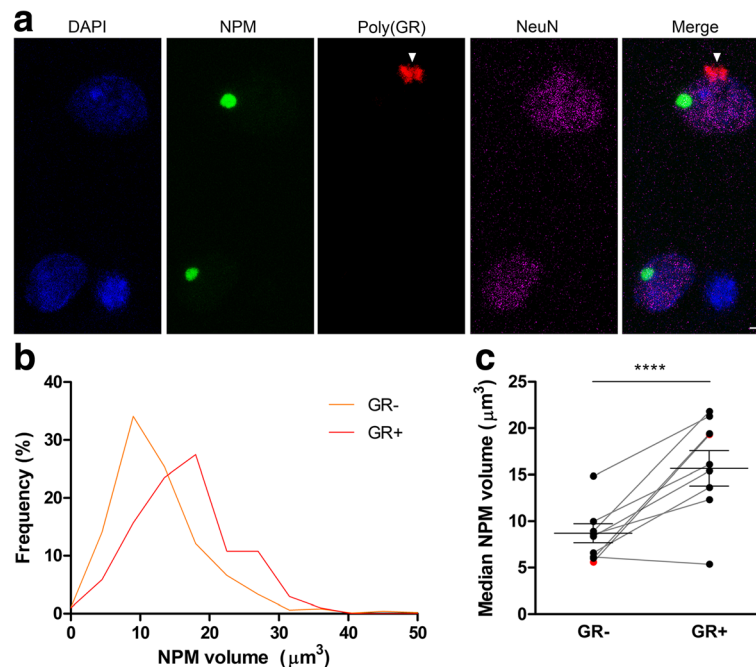 a
DAPI NPM Poly(GR) NeuN Merge
b
Frequency (%)
40
30
20
10
0
0 10 20 30 40 50
NPM volume (μm³)
GR-
GR+
c
****
Median NPM volume (μm³)
25
20
15
10
5
0
GR- GR+